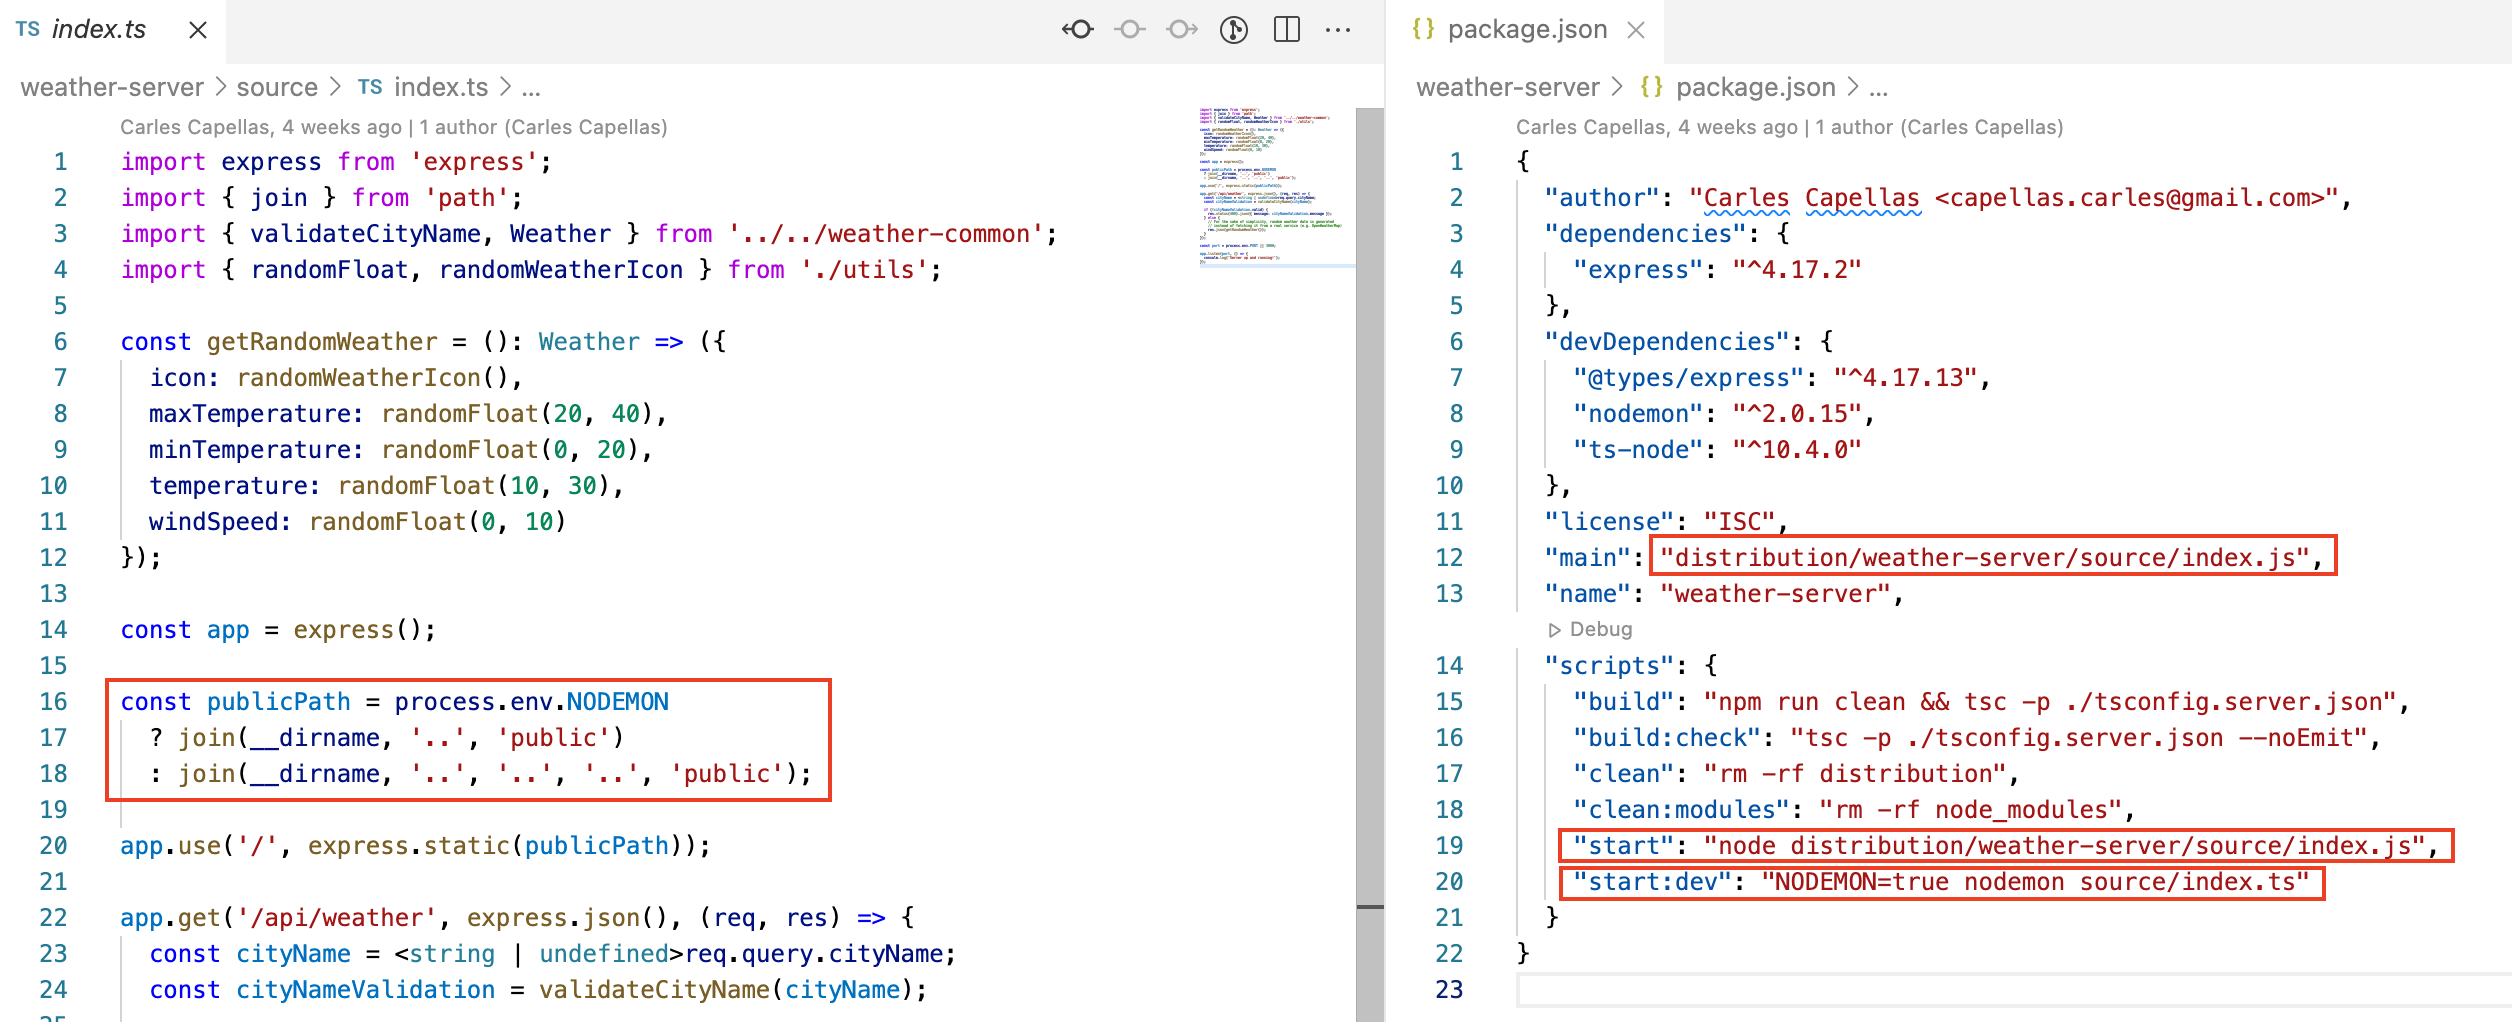 TS index.ts
weather-server > source > TS index.ts > ...
Carles Capellas, 4 weeks ago | 1 author (Carles Capellas)
1 import express from 'express';
2 import { join } from 'path';
3 import { validateCityName, Weather } from '../../weather-common';
4 import { randomFloat, randomWeatherIcon } from './utils';
5
6 const getRandomWeather = (): Weather => ({
7 icon: randomWeatherIcon(),
8 maxTemperature: randomFloat(20, 40),
9 minTemperature: randomFloat(0, 20),
10 temperature: randomFloat(10, 30),
11 windSpeed: randomFloat(0, 10)
12 });
13
14 const app = express();
15
16 const publicPath = process.env.NODEMON
17 ? join(__dirname, '..', 'public')
18 : join(__dirname, '..', '..', '..', 'public');
19
20 app.use('/', express.static(publicPath));
21
22 app.get('/api/weather', express.json(), (req, res) => {
23 const cityName = <string | undefined>req.query.cityName;
24 const cityNameValidation = validateCityName(cityName);
{} package.json
weather-server > {} package.json > ...
Carles Capellas, 4 weeks ago | 1 author (Carles Capellas)
1 {
2 "author": "Carles Capellas <capellas.carles@gmail.com>",
3 "dependencies": {
4 "express": "^4.17.2"
5 },
6 "devDependencies": {
7 "@types/express": "^4.17.13",
8 "nodemon": "^2.0.15",
9 "ts-node": "^10.4.0"
10 },
11 "license": "ISC",
12 "main": "distribution/weather-server/source/index.js",
13 "name": "weather-server",
Debug
14 "scripts": {
15 "build": "npm run clean && tsc -p ./tsconfig.server.json",
16 "build:check": "tsc -p ./tsconfig.server.json --noEmit",
17 "clean": "rm -rf distribution",
18 "clean:modules": "rm -rf node_modules",
19 "start": "node distribution/weather-server/source/index.js",
20 "start:dev": "NODEMON=true nodemon source/index.ts"
21 }
22 }
23